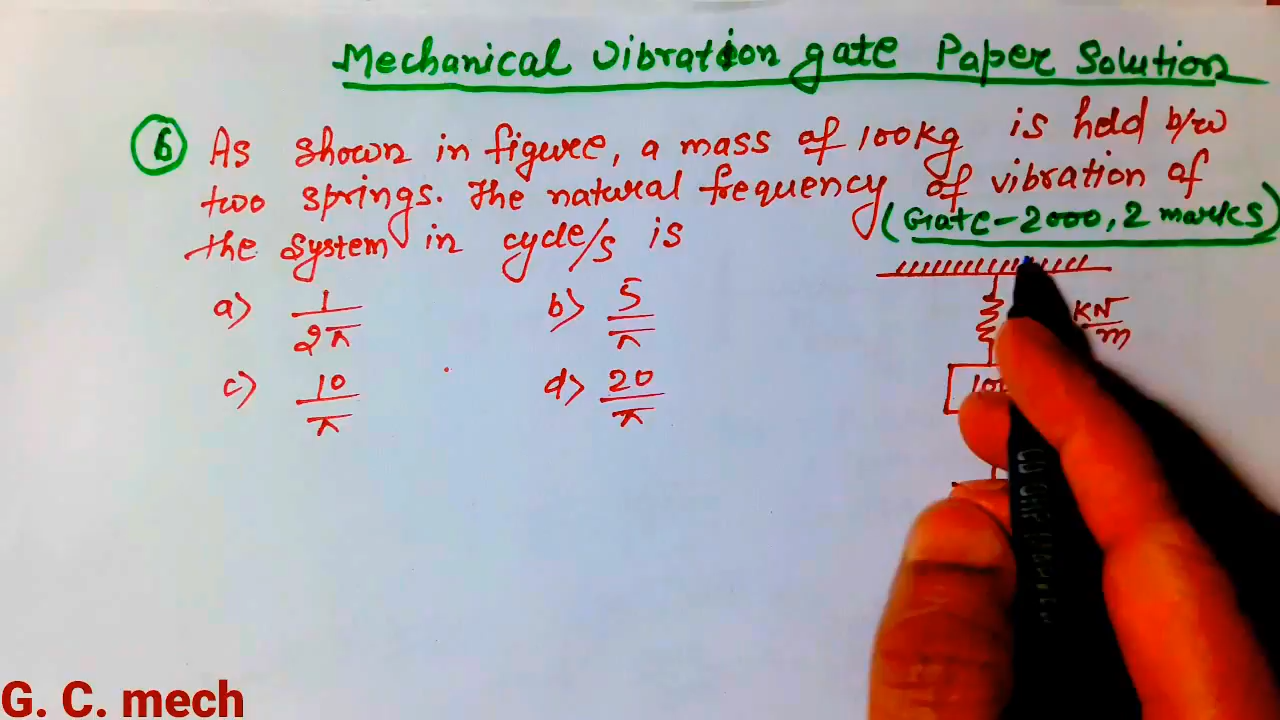 Mechanical vibration gate Paper Solution
6 As shown in figure, a mass of 100kg is held b/w
two springs. The natural frequency of vibration of
(Gate-2000, 2 marks)
the system in cycle/s is
a) 1/2π b) 5/π
KN/m
c) 10/π d) 20/π
G. C. mech